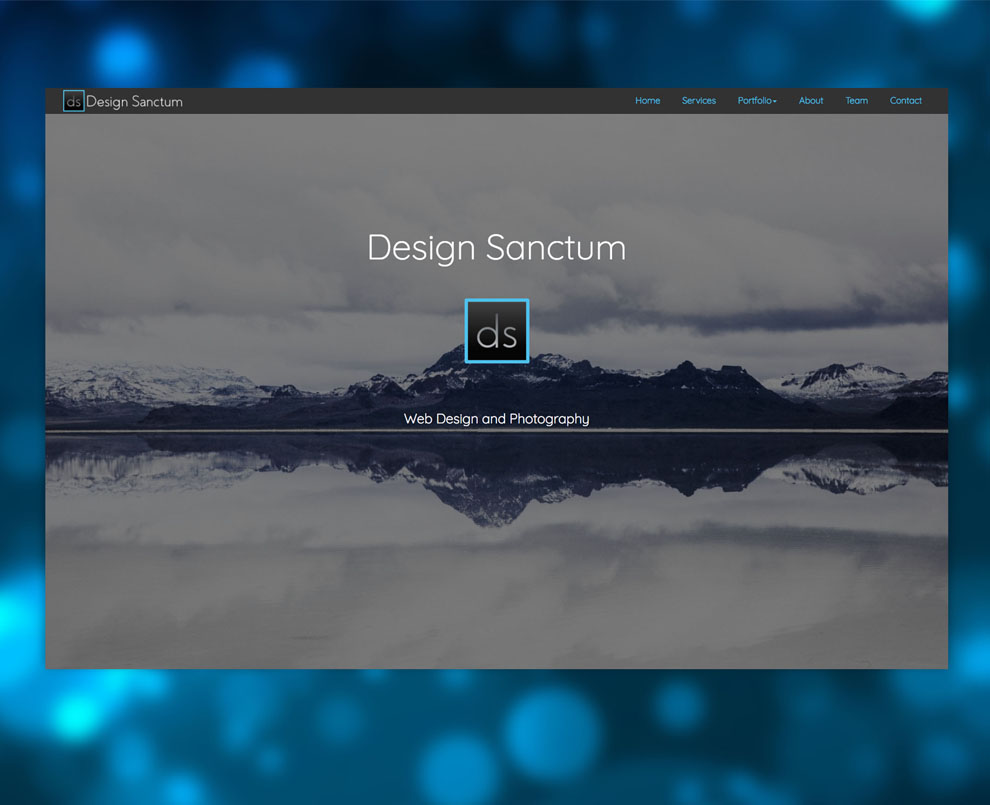 ds Design Sanctum Home Services Portfolio About Team Contact
Design Sanctum
ds
Web Design and Photography